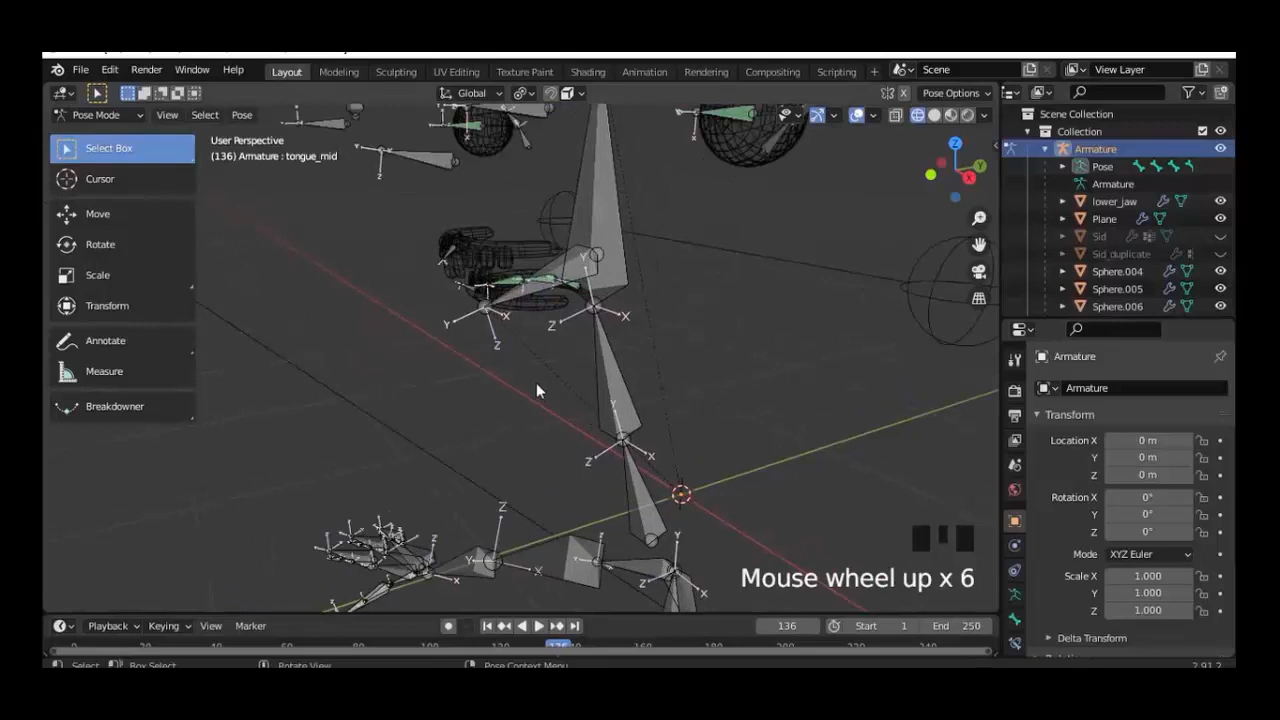 File Edit Render Window Help Layout Modeling Sculpting UV Editing Texture Paint Shading Animation Rendering Compositing Scripting + Scene View Layer
Global X Pose Options
Pose Mode View Select Pose
Scene Collection
Collection
Armature
Pose
Armature
lower_jaw
Plane
Sid
Sid_duplicate
Sphere.004
Sphere.005
Sphere.006
Select Box
Cursor
Move
Rotate
Scale
Transform
Annotate
Measure
Breakdowner
User Perspective
(136) Armature : tongue_mid
Mouse wheel up x 6
Armature
Armature
Transform
Location X 0 m
Y 0 m
Z 0 m
Rotation X 0°
Y 0°
Z 0°
Mode XYZ Euler
Scale X 1.000
Y 1.000
Z 1.000
Delta Transform
Playback Keying View Marker 136 Start 1 End 250
Select Box Select Rotate View Pose Context Menu 2.91.2